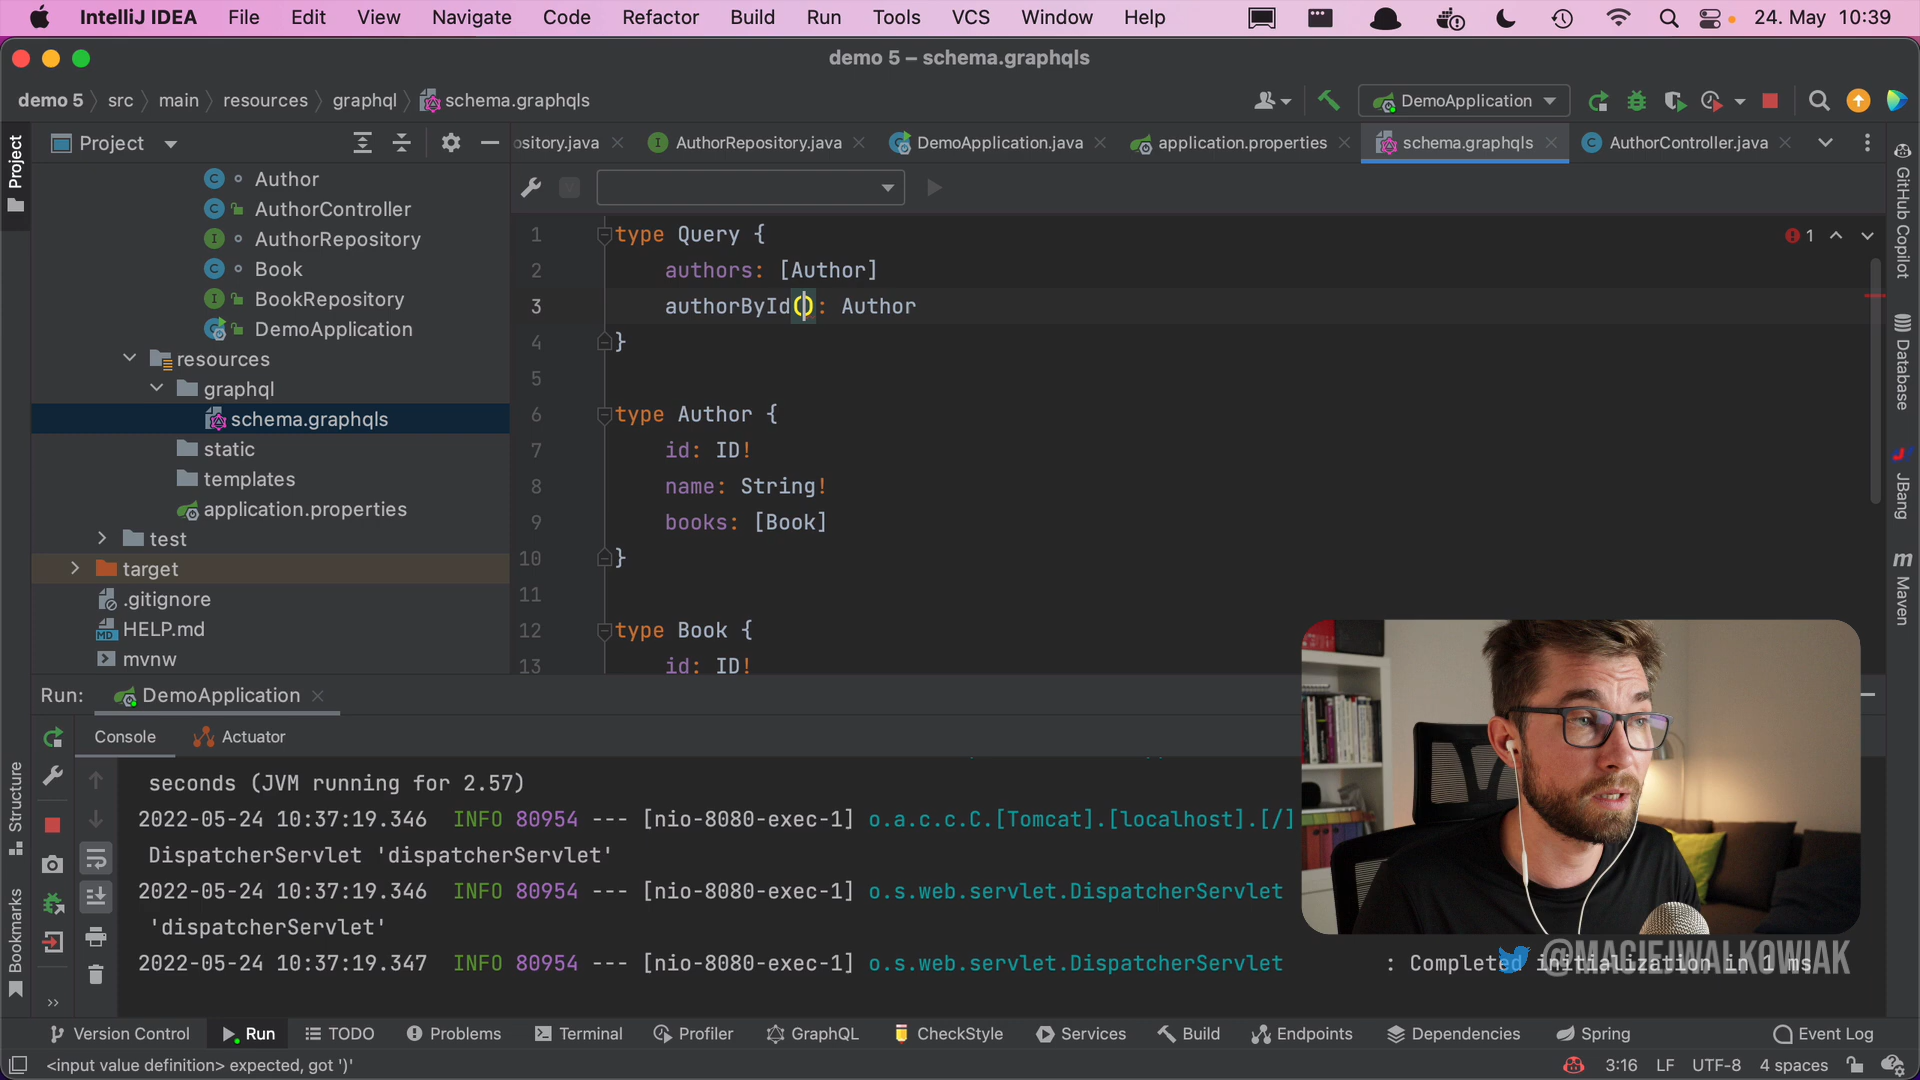 IntelliJ IDEA File Edit View Navigate Code Refactor Build Run Tools VCS Window Help 24. May 10:39
demo 5 – schema.graphqls
demo 5 src main resources graphql schema.graphqls DemoApplication
Project ository.java AuthorRepository.java DemoApplication.java application.properties schema.graphqls AuthorController.java
Project
Author
AuthorController
AuthorRepository
Book
BookRepository
DemoApplication
resources
graphql
schema.graphqls
static
templates
application.properties
test
target
.gitignore
HELP.md
mvnw
1 type Query {
2 authors: [Author]
3 authorById(): Author
4 }
5
6 type Author {
7 id: ID!
8 name: String!
9 books: [Book]
10 }
11
12 type Book {
13 id: ID!
1
GitHub Copilot
Database
JBang
Maven
Run: DemoApplication
Console Actuator
seconds (JVM running for 2.57)
2022-05-24 10:37:19.346 INFO 80954 --- [nio-8080-exec-1] o.a.c.c.C.[Tomcat].[localhost].[/]
DispatcherServlet 'dispatcherServlet'
2022-05-24 10:37:19.346 INFO 80954 --- [nio-8080-exec-1] o.s.web.servlet.DispatcherServlet
'dispatcherServlet'
2022-05-24 10:37:19.347 INFO 80954 --- [nio-8080-exec-1] o.s.web.servlet.DispatcherServlet : Completed initialization in 1 ms
@MACIEJWALKOWIAK
Structure
Bookmarks
Version Control Run TODO Problems Terminal Profiler GraphQL CheckStyle Services Build Endpoints Dependencies Spring Event Log
<input value definition> expected, got ')' 3:16 LF UTF-8 4 spaces